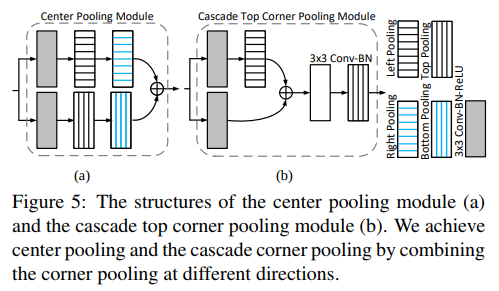 Center Pooling Module
Cascade Top Corner Pooling Module
3x3 Conv-BN
Left Pooling
Top Pooling
Right Pooling
Bottom Pooling
3x3 Conv-BN-ReLU
(a)
(b)
Figure 5: The structures of the center pooling module (a)
and the cascade top corner pooling module (b). We achieve
center pooling and the cascade corner pooling by combining
the corner pooling at different directions.